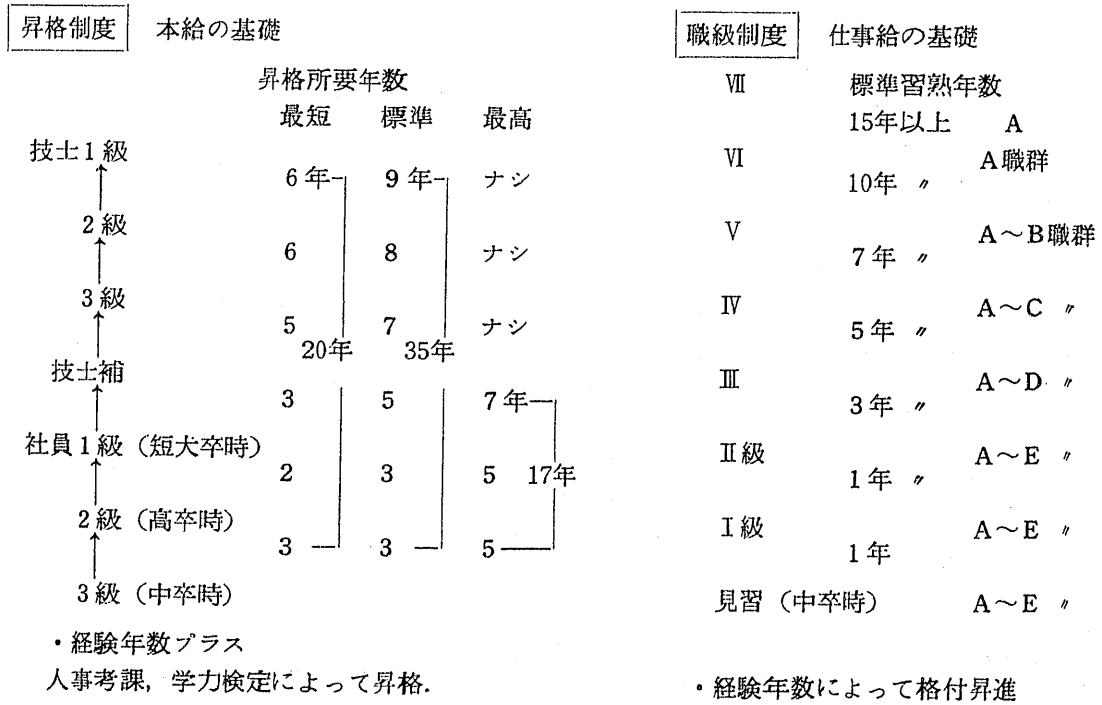 昇格制度 本給の基礎
昇格所要年数
最短 標準 最高
技士1級
6年 9年 ナシ
2級
6 8 ナシ
3級
5 7 ナシ
20年 35年
技士補
3 5 7年
社員1級（短犬卒時）
2 3 5 17年
2級（高卒時）
3 3 5
3級（中卒時）
・経験年数プラス
人事考課，学力検定によって昇格．
職級制度 仕事給の基礎
Ⅶ 標準習熟年数
15年以上 A
Ⅵ A職群
10年 〃
Ⅴ A～B職群
7年 〃
Ⅳ A～C 〃
5年 〃
Ⅲ A～D 〃
3年 〃
Ⅱ級 A～E 〃
1年 〃
Ⅰ級 A～E 〃
1年
見習（中卒時） A～E 〃
・経験年数によって格付昇進